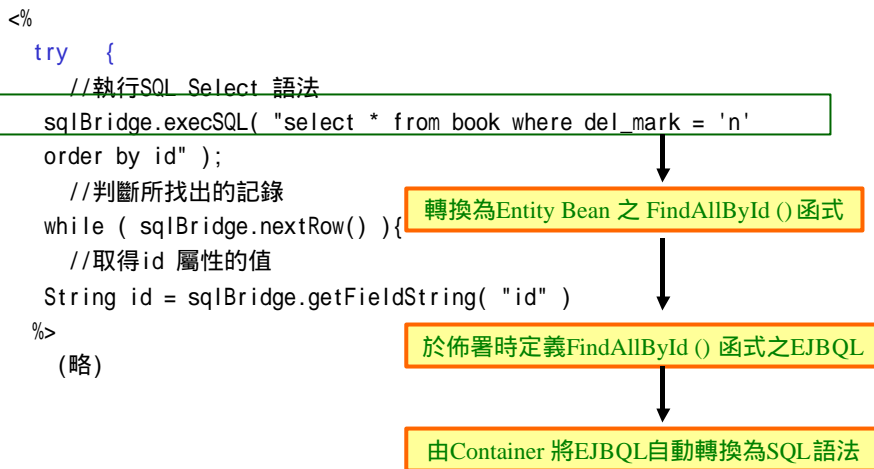 <%
try {
//執行SQL Select 語法
sqlBridge.execSQL( "select * from book where del_mark = 'n'
order by id" );
//判斷所找出的記錄
while ( sqlBridge.nextRow() ){
//取得id 屬性的值
String id = sqlBridge.getFieldString( "id" )
%>
(略)
轉換為Entity Bean 之 FindAllById () 函式
於佈署時定義FindAllById () 函式之EJBQL
由Container 將EJBQL自動轉換為SQL語法